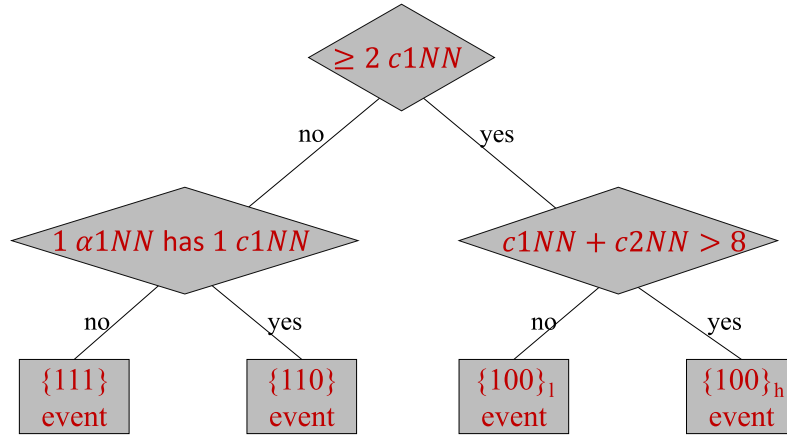 ≥ 2 c1NN
no
yes
1 α1NN has 1 c1NN
c1NN + c2NN > 8
no
yes
no
yes
{111}
event
{110}
event
{100}ₗ
event
{100}ₕ
event